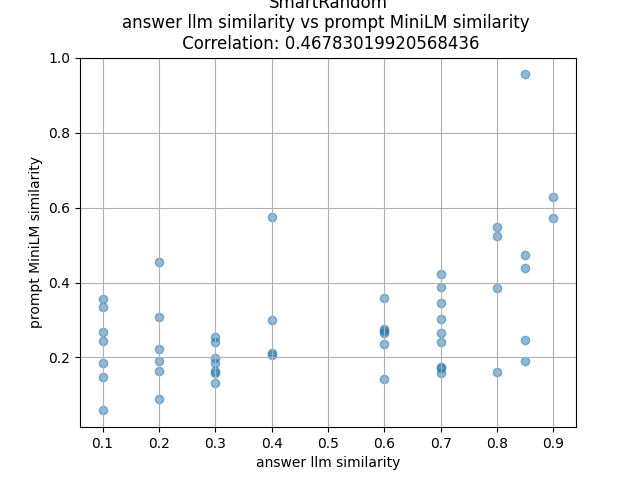 SmartRandom
answer llm similarity vs prompt MiniLM similarity
Correlation: 0.46783019920568436
1.0
0.8
0.6
0.4
0.2
prompt MiniLM similarity
0.1 0.2 0.3 0.4 0.5 0.6 0.7 0.8 0.9
answer llm similarity